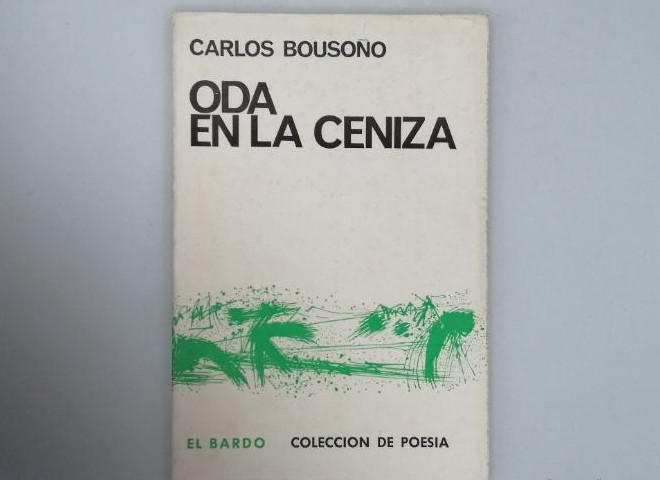 CARLOS BOUSOÑO
ODA
EN LA CENIZA
EL BARDO COLECCION DE POESIA